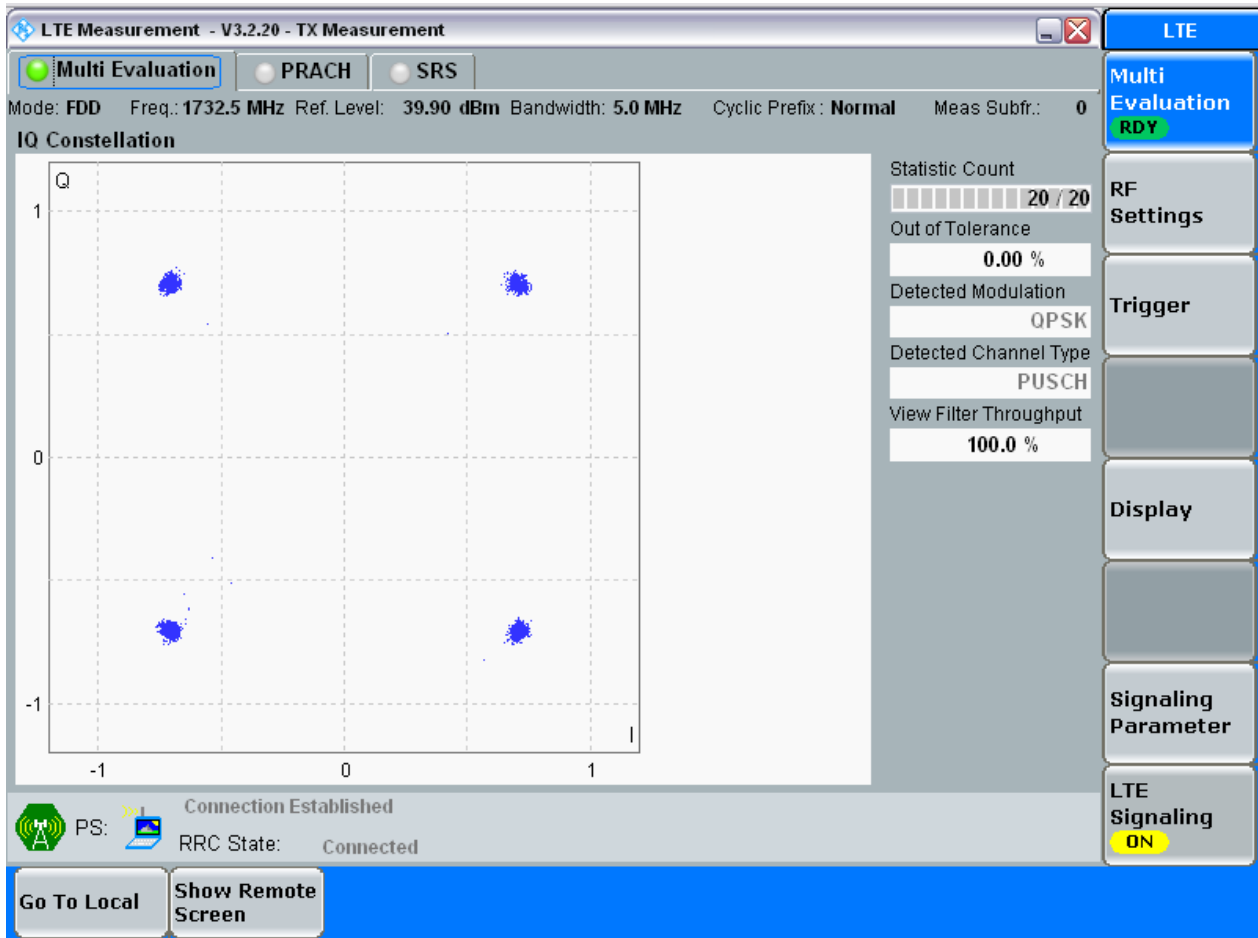 LTE Measurement - V3.2.20 - TX Measurement
LTE
Multi Evaluation PRACH SRS
Mode: FDD Freq.: 1732.5 MHz Ref. Level: 39.90 dBm Bandwidth: 5.0 MHz Cyclic Prefix : Normal Meas Subfr.: 0
IQ Constellation
Q
1
0
-1
I
-1 0 1
Statistic Count
20 / 20
Out of Tolerance
0.00 %
Detected Modulation
QPSK
Detected Channel Type
PUSCH
View Filter Throughput
100.0 %
Multi
Evaluation
RDY
RF
Settings
Trigger
Display
Signaling
Parameter
LTE
Signaling
ON
PS:
Connection Established
RRC State: Connected
Go To Local
Show Remote
Screen